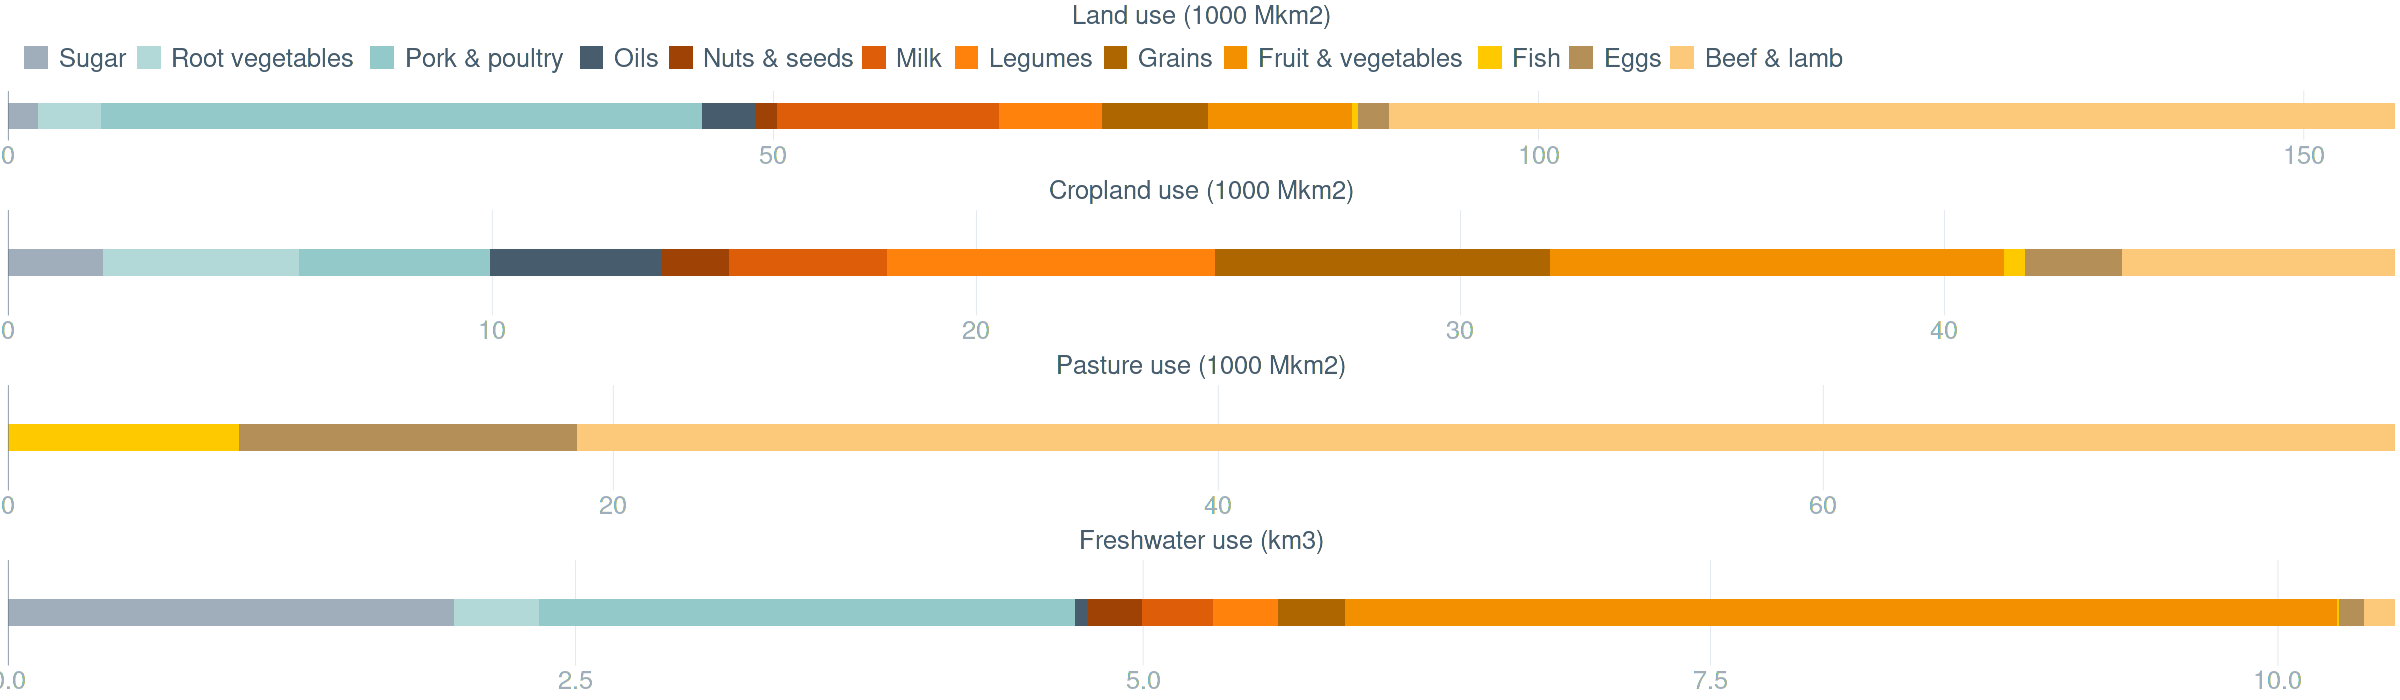 Land use (1000 Mkm2)
Sugar Root vegetables Pork & poultry Oils Nuts & seeds Milk Legumes Grains Fruit & vegetables Fish Eggs Beef & lamb
0 50 100 150
Cropland use (1000 Mkm2)
0 10 20 30 40
Pasture use (1000 Mkm2)
0 20 40 60
Freshwater use (km3)
0.0 2.5 5.0 7.5 10.0